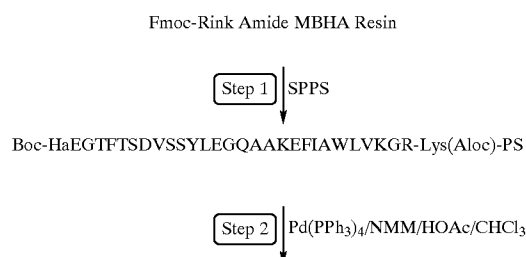 Fmoc-Rink Amide MBHA Resin
Step 1 SPPS
Boc-HaEGTFTSDVSSYLEGQAAKEFIAWLVKGR-Lys(Aloc)-PS
Step 2 Pd(PPh3)4/NMM/HOAc/CHCl3